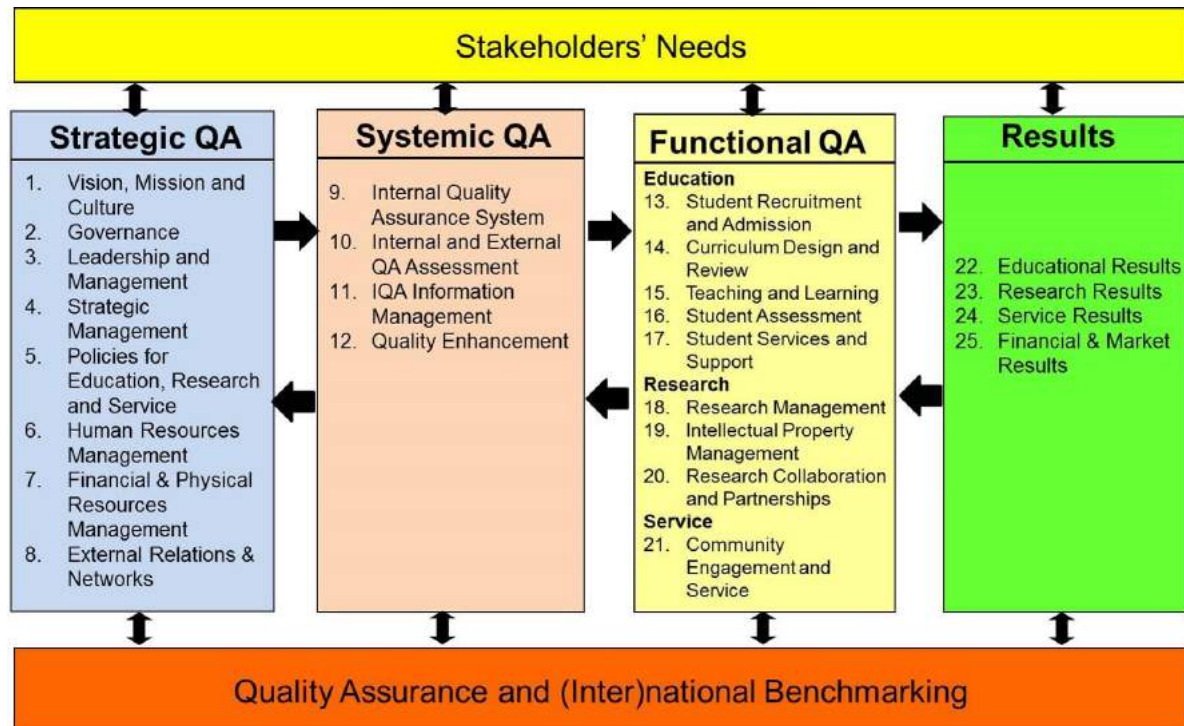 Stakeholders' Needs
Strategic QA
1. Vision, Mission and
Culture
2. Governance
3. Leadership and
Management
4. Strategic
Management
5. Policies for
Education, Research
and Service
6. Human Resources
Management
7. Financial & Physical
Resources
Management
8. External Relations &
Networks
Systemic QA
9. Internal Quality
Assurance System
10. Internal and External
QA Assessment
11. IQA Information
Management
12. Quality Enhancement
Functional QA
Education
13. Student Recruitment
and Admission
14. Curriculum Design and
Review
15. Teaching and Learning
16. Student Assessment
17. Student Services and
Support
Research
18. Research Management
19. Intellectual Property
Management
20. Research Collaboration
and Partnerships
Service
21. Community
Engagement and
Service
Results
22. Educational Results
23. Research Results
24. Service Results
25. Financial & Market
Results
Quality Assurance and (Inter)national Benchmarking